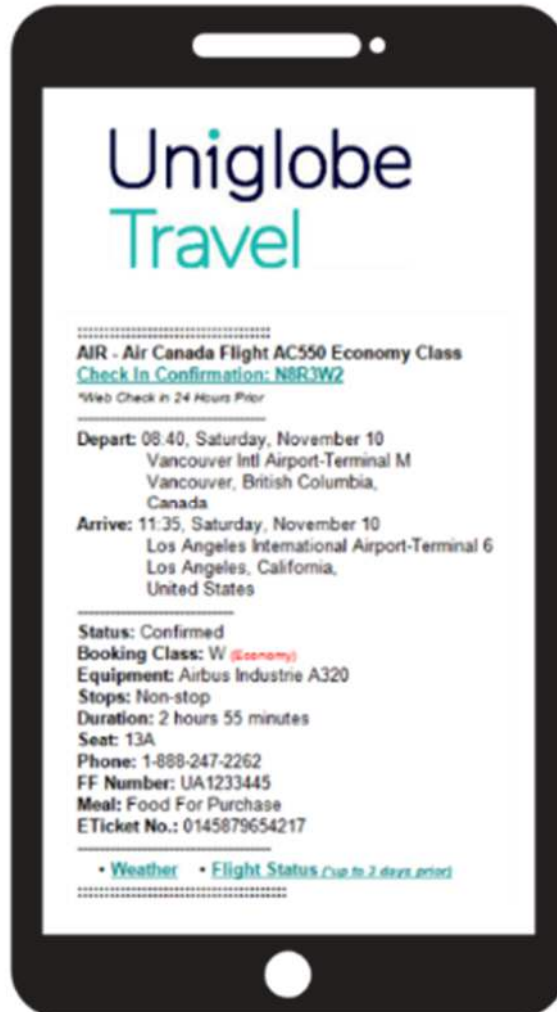 Uniglobe
Travel
::::::::::::::::::::::::::::::::::::
AIR - Air Canada Flight AC550 Economy Class
Check In Confirmation: N8R3W2
*Web Check in 24 Hours Prior
------------------------------------
Depart: 08:40, Saturday, November 10
Vancouver Intl Airport-Terminal M
Vancouver, British Columbia,
Canada
Arrive: 11:35, Saturday, November 10
Los Angeles International Airport-Terminal 6
Los Angeles, California,
United States
------------------------------
Status: Confirmed
Booking Class: W (Economy)
Equipment: Airbus Industrie A320
Stops: Non-stop
Duration: 2 hours 55 minutes
Seat: 13A
Phone: 1-888-247-2262
FF Number: UA1233445
Meal: Food For Purchase
ETicket No.: 0145879654217
------------------------------------
• Weather • Flight Status (*up to 3 days prior)
::::::::::::::::::::::::::::::::::::::